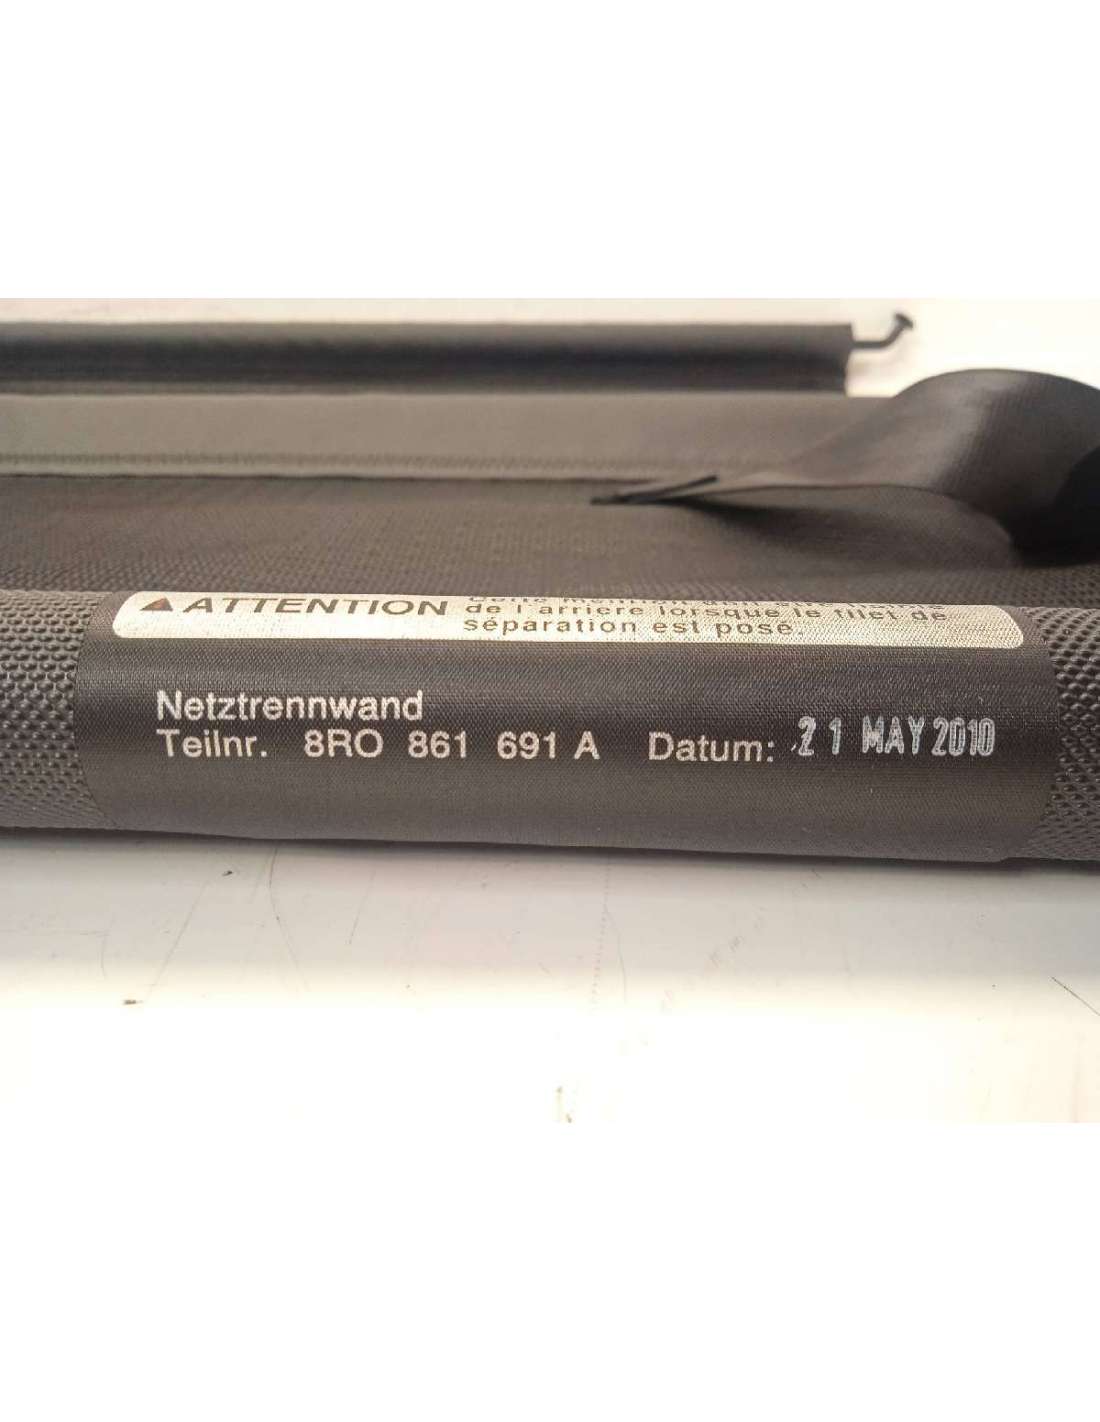 ATTENTION
de l'arrière lorsque le filet de
séparation est posé.
Netztrennwand
Teilnr. 8RO 861 691 A Datum: 21 MAY 2010